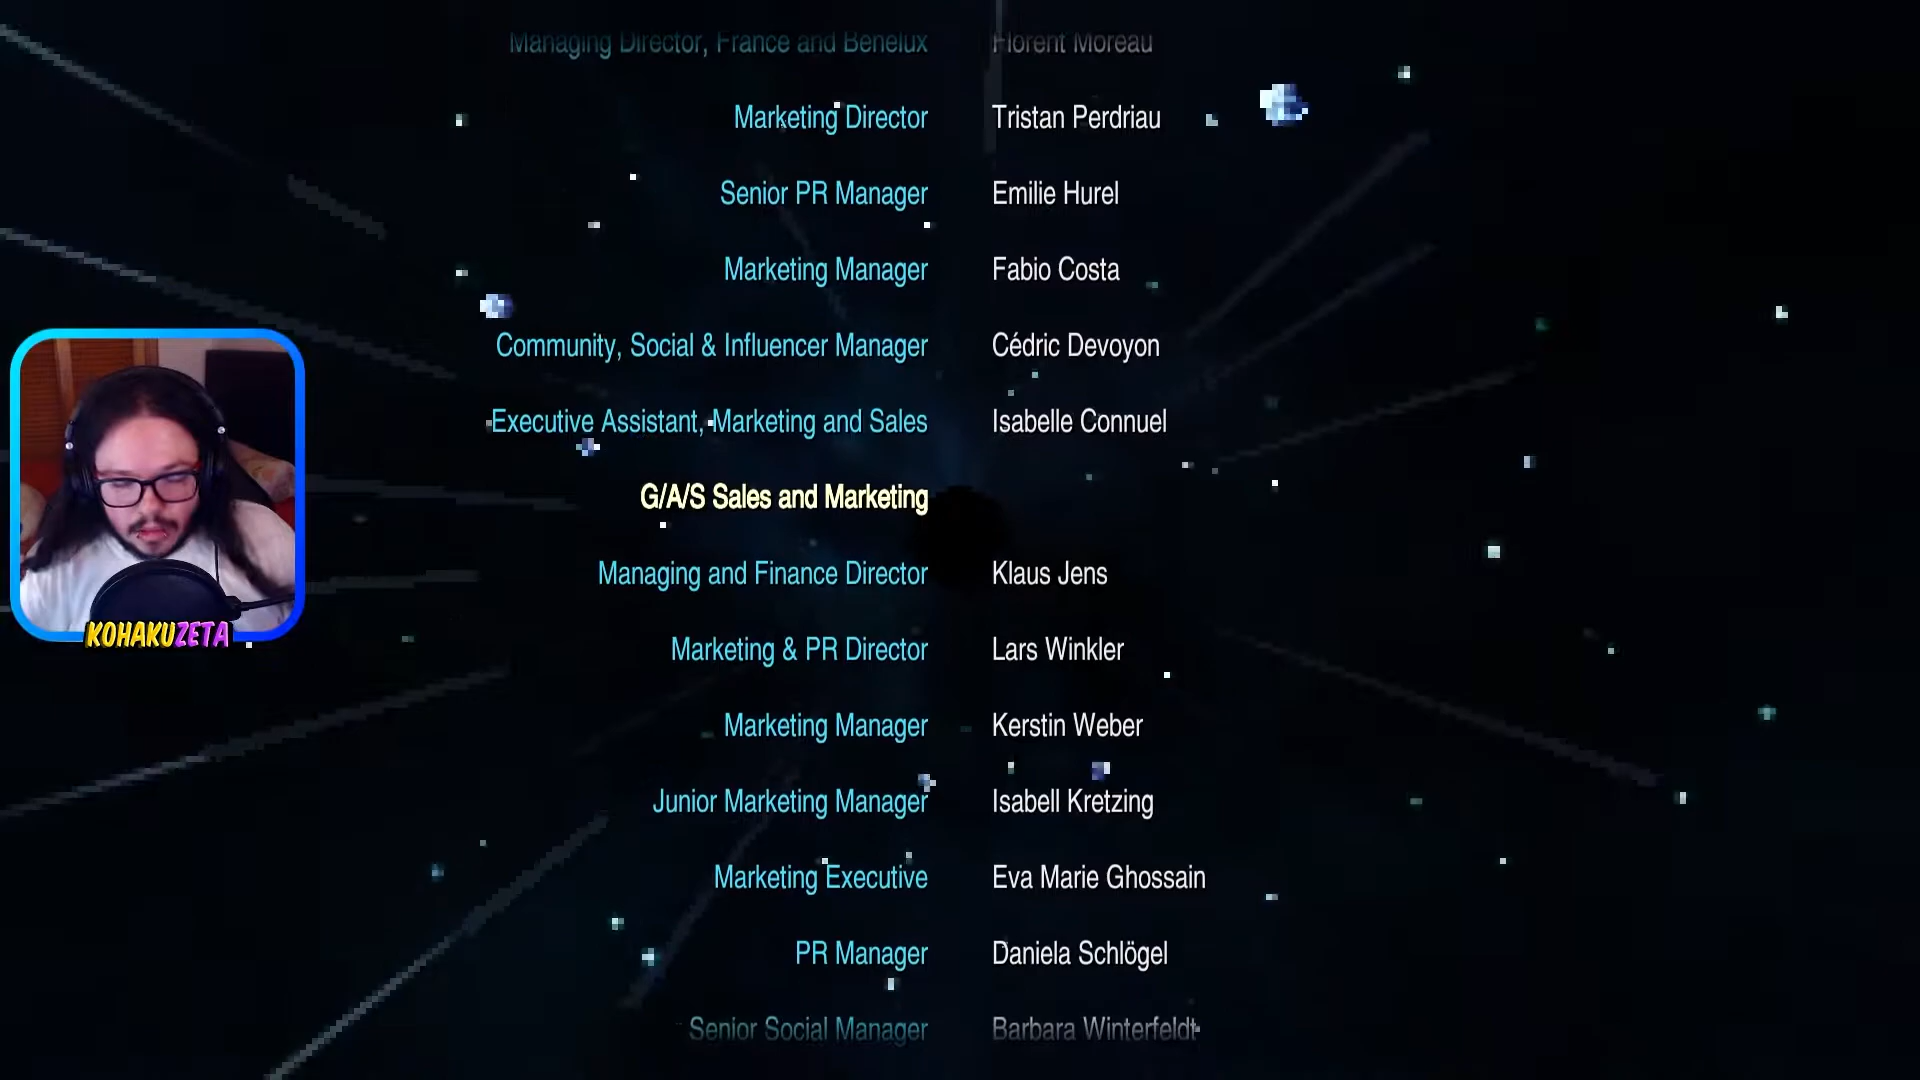 Managing Director, France and Benelux Florent Moreau
Marketing Director Tristan Perdriau
Senior PR Manager Emilie Hurel
Marketing Manager Fabio Costa
Community, Social & Influencer Manager Cédric Devoyon
Executive Assistant, Marketing and Sales Isabelle Connuel
G/A/S Sales and Marketing
Managing and Finance Director Klaus Jens
Marketing & PR Director Lars Winkler
Marketing Manager Kerstin Weber
Junior Marketing Manager Isabell Kretzing
Marketing Executive Eva Marie Ghossain
PR Manager Daniela Schlögel
Senior Social Manager Barbara Winterfeldt
KOHAKUZETA